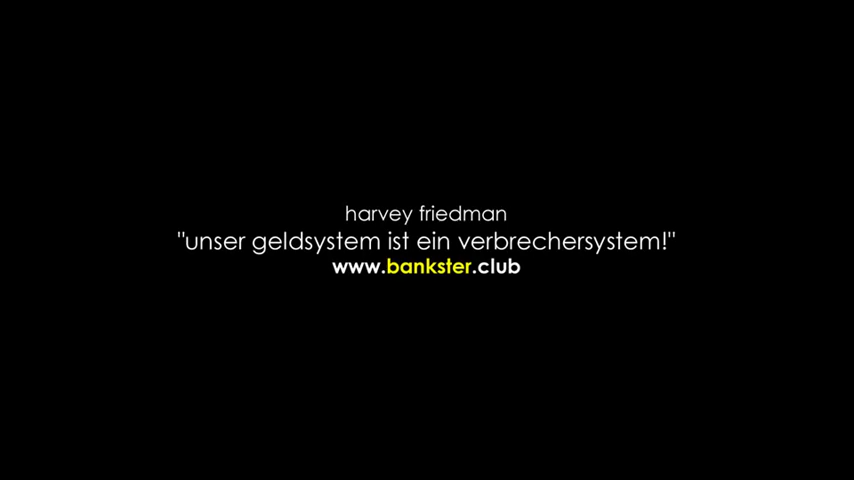 harvey friedman
"unser geldsystem ist ein verbrechersystem!"
www.bankster.club